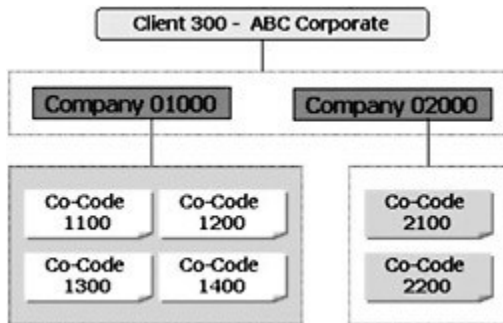 Client 300 - ABC Corporate
Company 01000
Company 02000
Co-Code
1100
Co-Code
1200
Co-Code
2100
Co-Code
1300
Co-Code
1400
Co-Code
2200